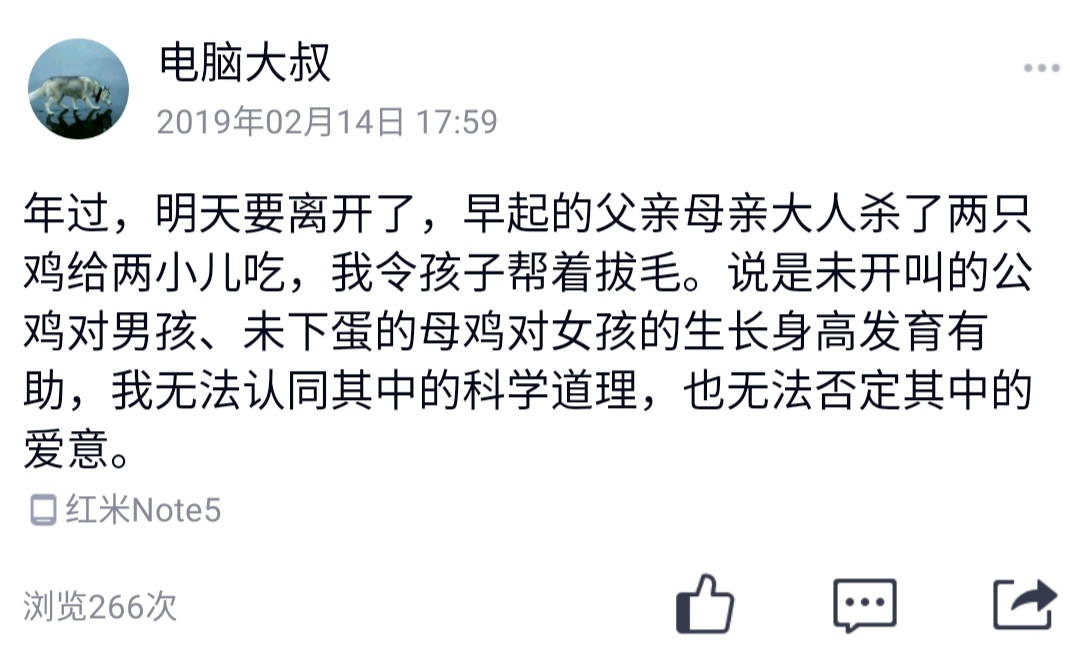 电脑大叔
2019年02月14日 17:59
年过，明天要离开了，早起的父亲母亲大人杀了两只
鸡给两小儿吃，我令孩子帮着拔毛。说是未开叫的公
鸡对男孩、未下蛋的母鸡对女孩的生长身高发育有
助，我无法认同其中的科学道理，也无法否定其中的
爱意。
红米Note5
浏览266次